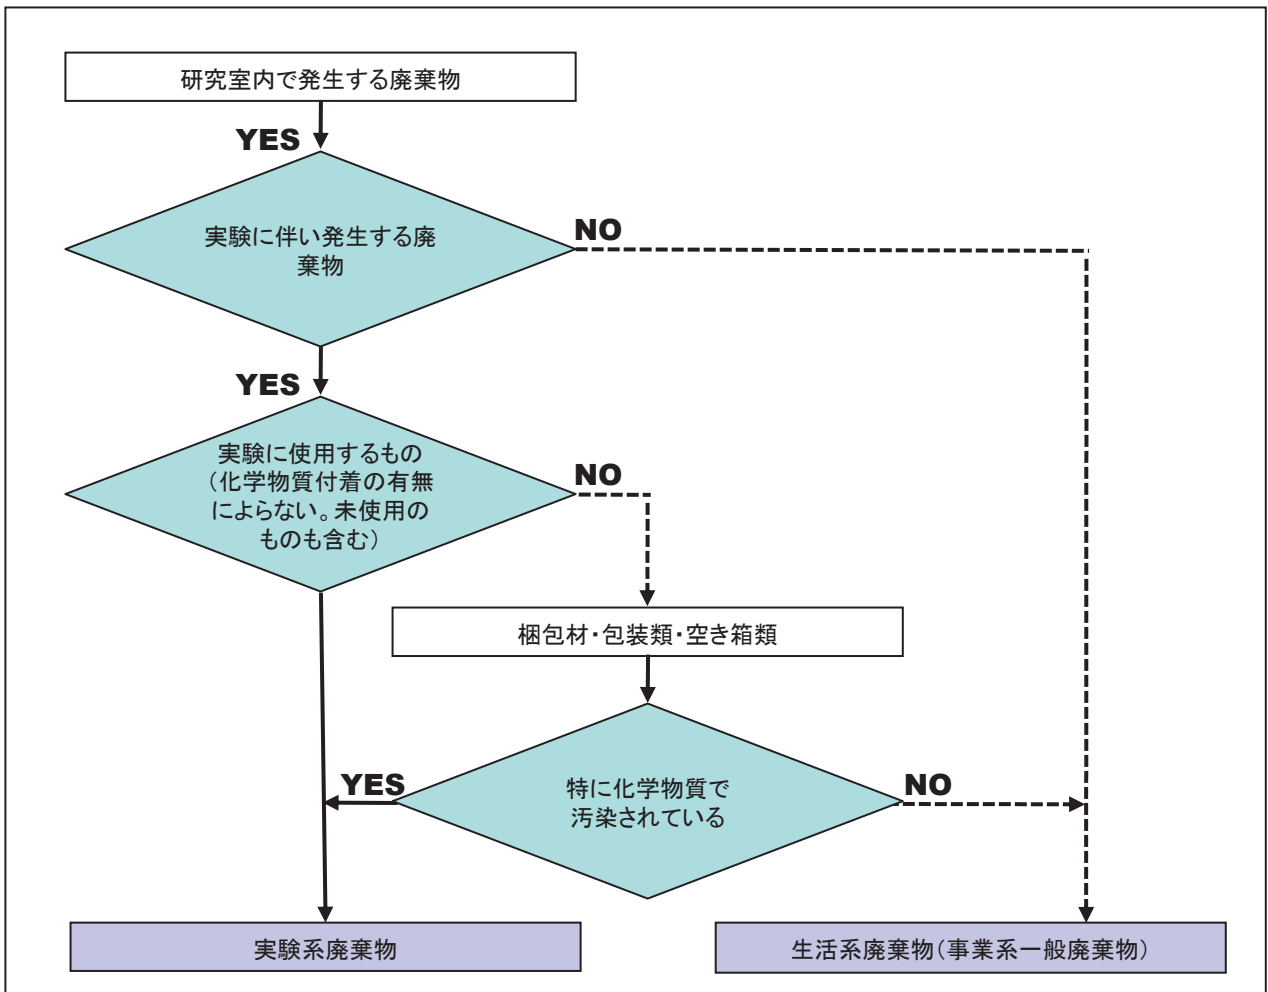 研究室内で発生する廃棄物
YES
実験に伴い発生する廃
棄物
NO
YES
実験に使用するもの
（化学物質付着の有無
によらない。未使用の
ものも含む）
NO
梱包材・包装類・空き箱類
YES
特に化学物質で
汚染されている
NO
実験系廃棄物
生活系廃棄物（事業系一般廃棄物）